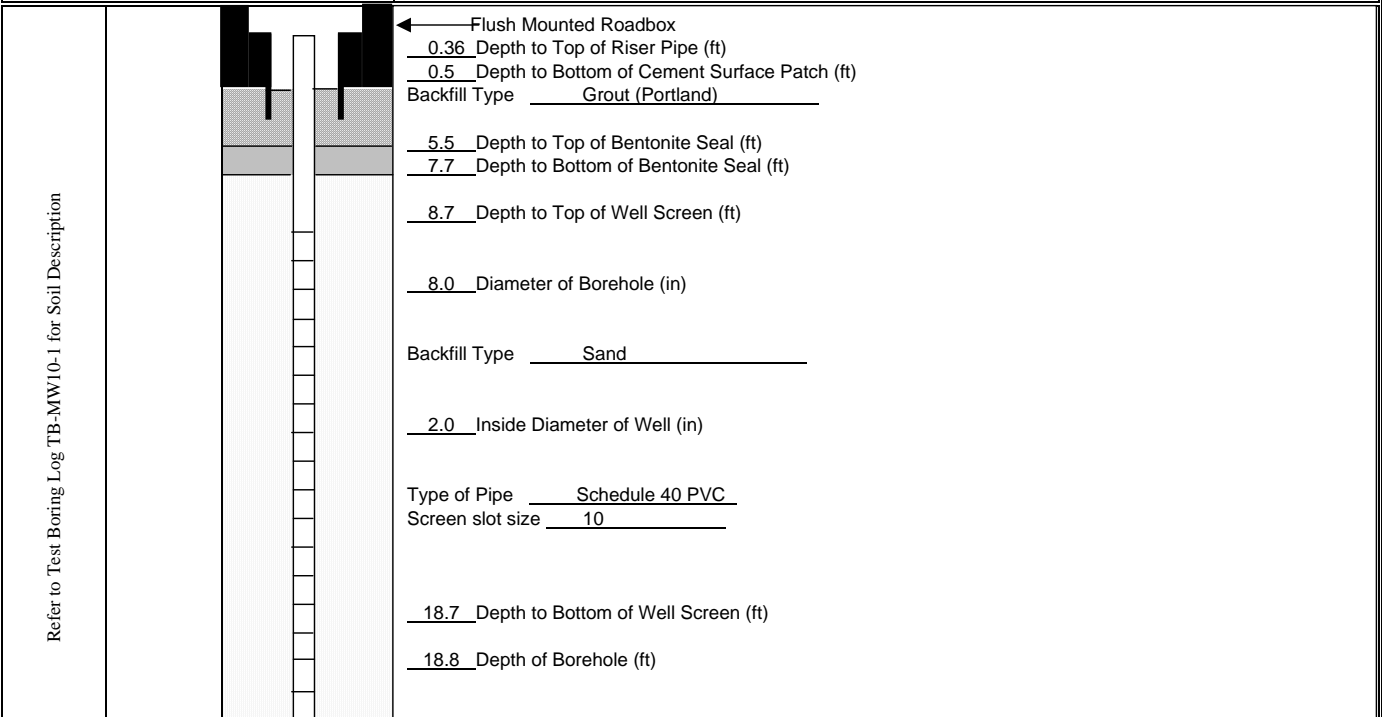 Flush Mounted Roadbox
0.36 Depth to Top of Riser Pipe (ft)
0.5 Depth to Bottom of Cement Surface Patch (ft)
Backfill Type Grout (Portland)
5.5 Depth to Top of Bentonite Seal (ft)
7.7 Depth to Bottom of Bentonite Seal (ft)
8.7 Depth to Top of Well Screen (ft)
8.0 Diameter of Borehole (in)
Backfill Type Sand
2.0 Inside Diameter of Well (in)
Type of Pipe Schedule 40 PVC
Screen slot size 10
18.7 Depth to Bottom of Well Screen (ft)
18.8 Depth of Borehole (ft)
Refer to Test Boring Log TB-MW10-1 for Soil Description